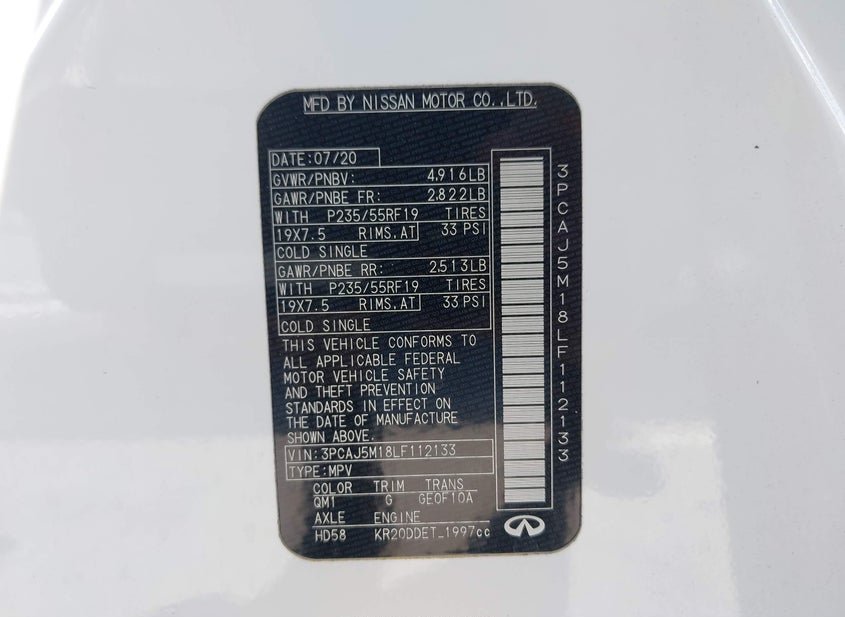 MFD BY NISSAN MOTOR CO.,LTD.
DATE:07/20
GVWR/PNBV: 4,916LB
GAWR/PNBE FR: 2,822LB
WITH P235/55RF19 TIRES
19X7.5 RIMS.AT 33 PSI
COLD SINGLE
GAWR/PNBE RR: 2,513LB
WITH P235/55RF19 TIRES
19X7.5 RIMS.AT 33 PSI
COLD SINGLE
THIS VEHICLE CONFORMS TO
ALL APPLICABLE FEDERAL
MOTOR VEHICLE SAFETY
AND THEFT PREVENTION
STANDARDS IN EFFECT ON
THE DATE OF MANUFACTURE
SHOWN ABOVE.
VIN:3PCAJ5M18LF112133
TYPE:MPV
COLOR TRIM TRANS
QM1 G GEOF10A
AXLE ENGINE
HD58 KR20DDET_1997cc
3PCAJ5M18LF112133